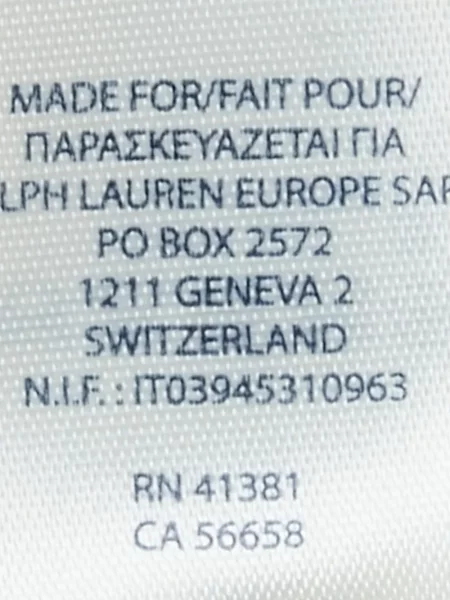 MADE FOR/FAIT POUR/
ΠΑΡΑΣΚΕΥΑΖΕΤΑΙ ΓΙΑ
LPH LAUREN EUROPE SAR
PO BOX 2572
1211 GENEVA 2
SWITZERLAND
N.I.F. : IT03945310963
RN 41381
CA 56658